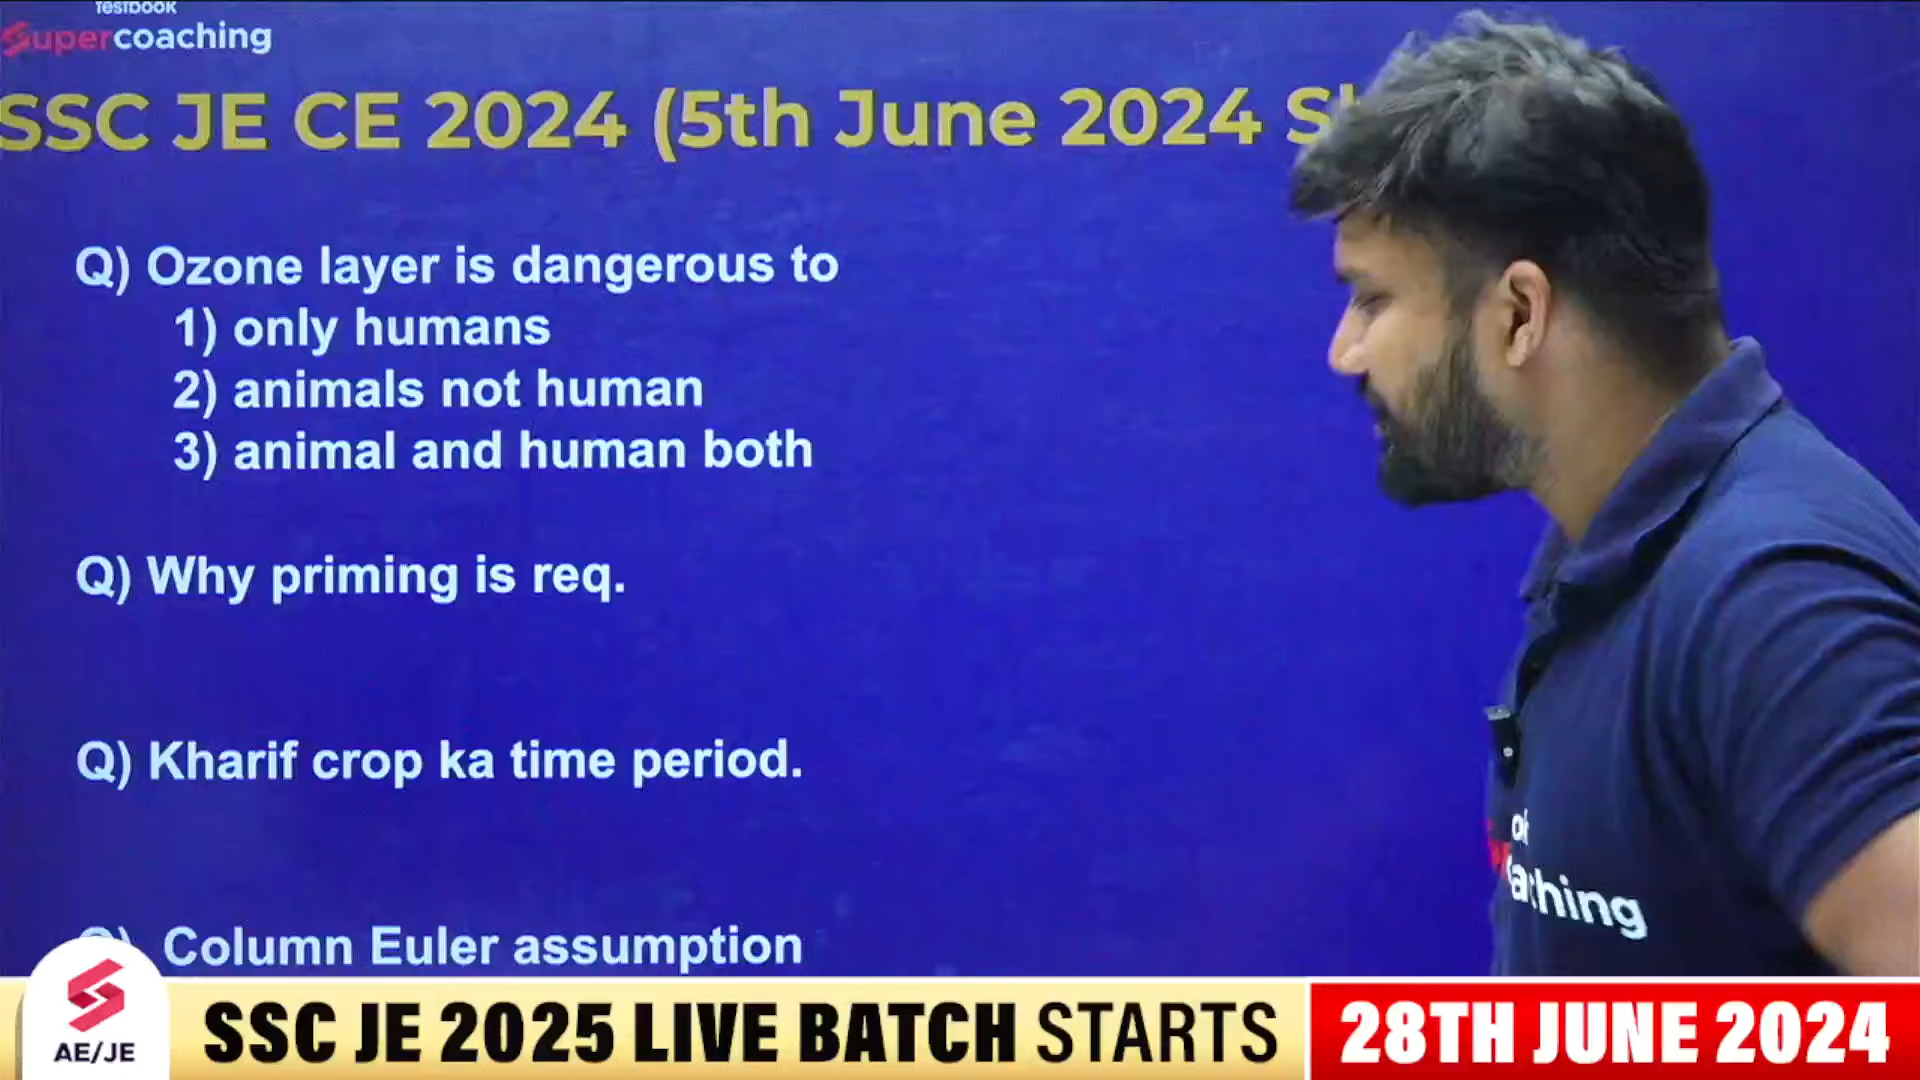 TESTBOOK
Supercoaching
SSC JE CE 2024 (5th June 2024
Q) Ozone layer is dangerous to
1) only humans
2) animals not human
3) animal and human both
Q) Why priming is req.
Q) Kharif crop ka time period.
Q) Column Euler assumption
AE/JE
SSC JE 2025 LIVE BATCH STARTS
28TH JUNE 2024